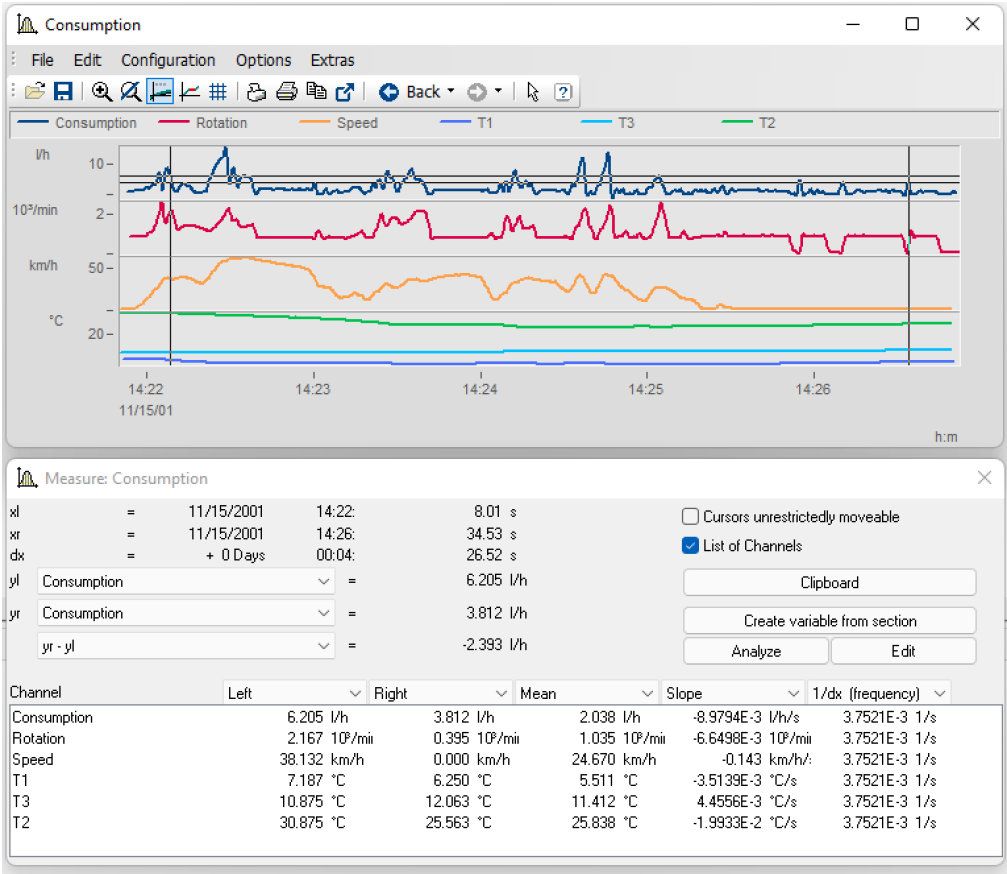 Consumption
File Edit Configuration Options Extras
Back
Consumption Rotation Speed T1 T3 T2
l/h
10
10³/min
2
km/h
50
°C
20
14:22 14:23 14:24 14:25 14:26
11/15/01
h:m
Measure: Consumption
xl = 11/15/2001 14:22: 8.01 s
xr = 11/15/2001 14:26: 34.53 s
dx = + 0 Days 00:04: 26.52 s
yl Consumption = 6.205 l/h
yr Consumption = 3.812 l/h
yr - yl = -2.393 l/h
Cursors unrestrictedly moveable
List of Channels
Clipboard
Create variable from section
Analyze Edit
Channel Left Right Mean Slope 1/dx (frequency)
Consumption 6.205 l/h 3.812 l/h 2.038 l/h -8.9794E-3 l/h/s 3.7521E-3 1/s
Rotation 2.167 10³/mii 0.395 10³/mii 1.035 10³/mii -6.6498E-3 10³/mii 3.7521E-3 1/s
Speed 38.132 km/h 0.000 km/h 24.670 km/h -0.143 km/h/: 3.7521E-3 1/s
T1 7.187 °C 6.250 °C 5.511 °C -3.5139E-3 °C/s 3.7521E-3 1/s
T3 10.875 °C 12.063 °C 11.412 °C 4.4556E-3 °C/s 3.7521E-3 1/s
T2 30.875 °C 25.563 °C 25.838 °C -1.9933E-2 °C/s 3.7521E-3 1/s